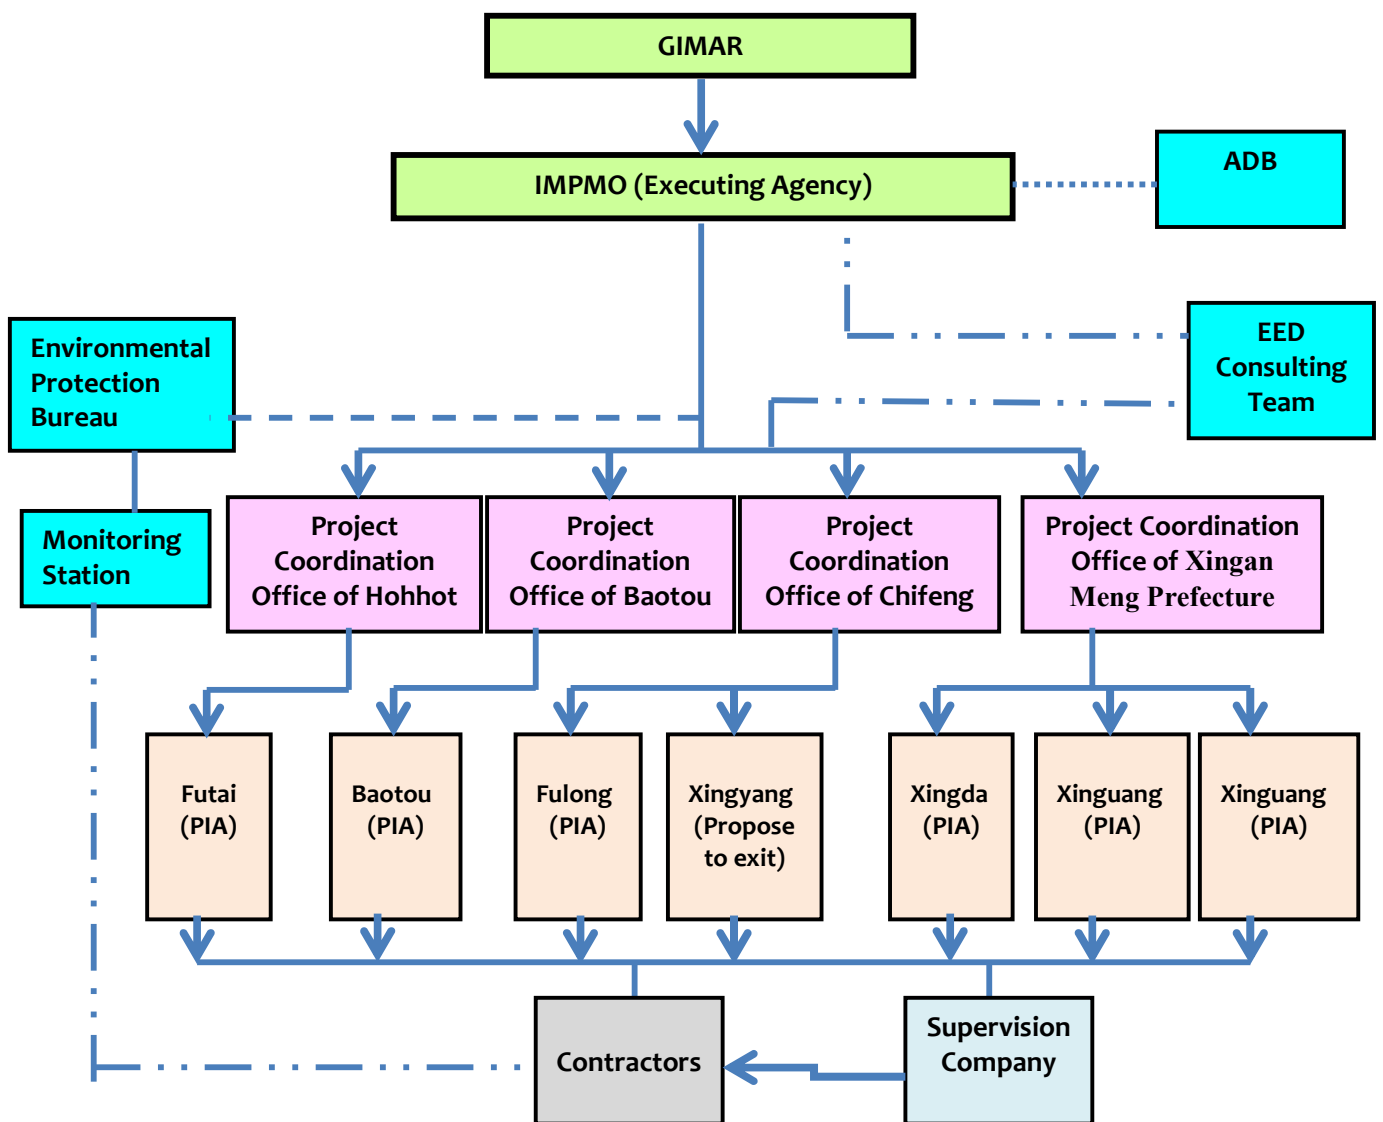 GIMAR
IMPMO (Executing Agency)
ADB
EED
Consulting
Team
Environmental
Protection
Bureau
Monitoring
Station
Project
Coordination
Office of Hohhot
Project
Coordination
Office of Baotou
Project
Coordination
Office of Chifeng
Project Coordination
Office of Xingan
Meng Prefecture
Futai
(PIA)
Baotou
(PIA)
Fulong
(PIA)
Xingyang
(Propose
to exit)
Xingda
(PIA)
Xinguang
(PIA)
Xinguang
(PIA)
Contractors
Supervision
Company